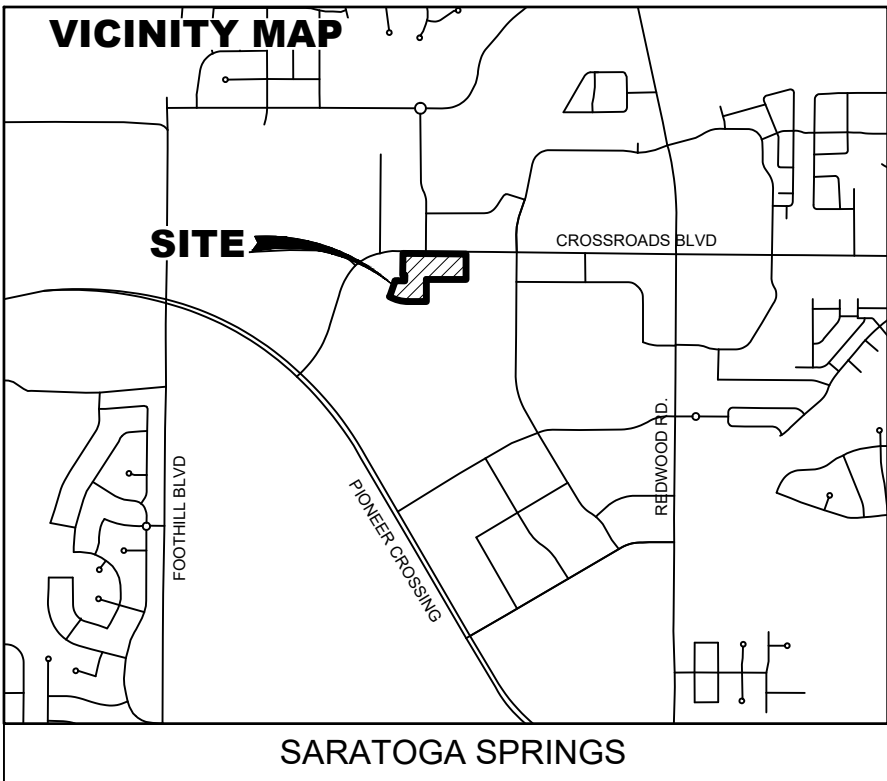 VICINITY MAP
SITE
CROSSROADS BLVD
FOOTHILL BLVD
PIONEER CROSSING
REDWOOD RD.
SARATOGA SPRINGS